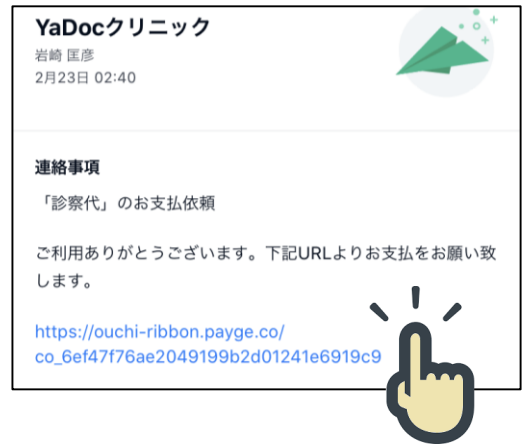 YaDocクリニック
岩崎 匡彦
2月23日 02:40
連絡事項
「診察代」のお支払依頼
ご利用ありがとうございます。下記URLよりお支払をお願い致
します。
https://ouchi-ribbon.payge.co/
co_6ef47f76ae2049199b2d01241e6919c9